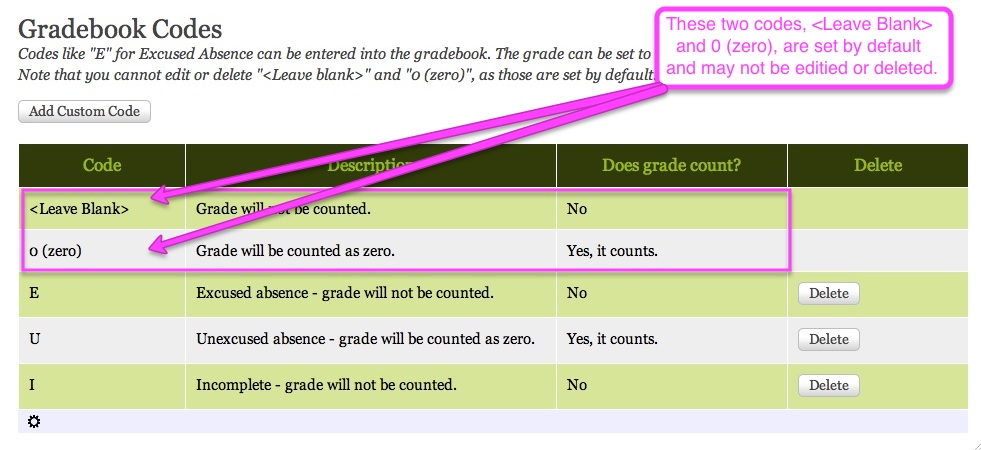 Gradebook Codes
Codes like "E" for Excused Absence can be entered into the gradebook. The grade can be set to
Note that you cannot edit or delete "<Leave blank>" and "0 (zero)", as those are set by default.
These two codes, <Leave Blank>
and 0 (zero), are set by default
and may not be editied or deleted.
Add Custom Code
Code Description Does grade count? Delete
<Leave Blank> Grade will not be counted. No
0 (zero) Grade will be counted as zero. Yes, it counts.
E Excused absence - grade will not be counted. No Delete
U Unexcused absence - grade will be counted as zero. Yes, it counts. Delete
I Incomplete - grade will not be counted. No Delete